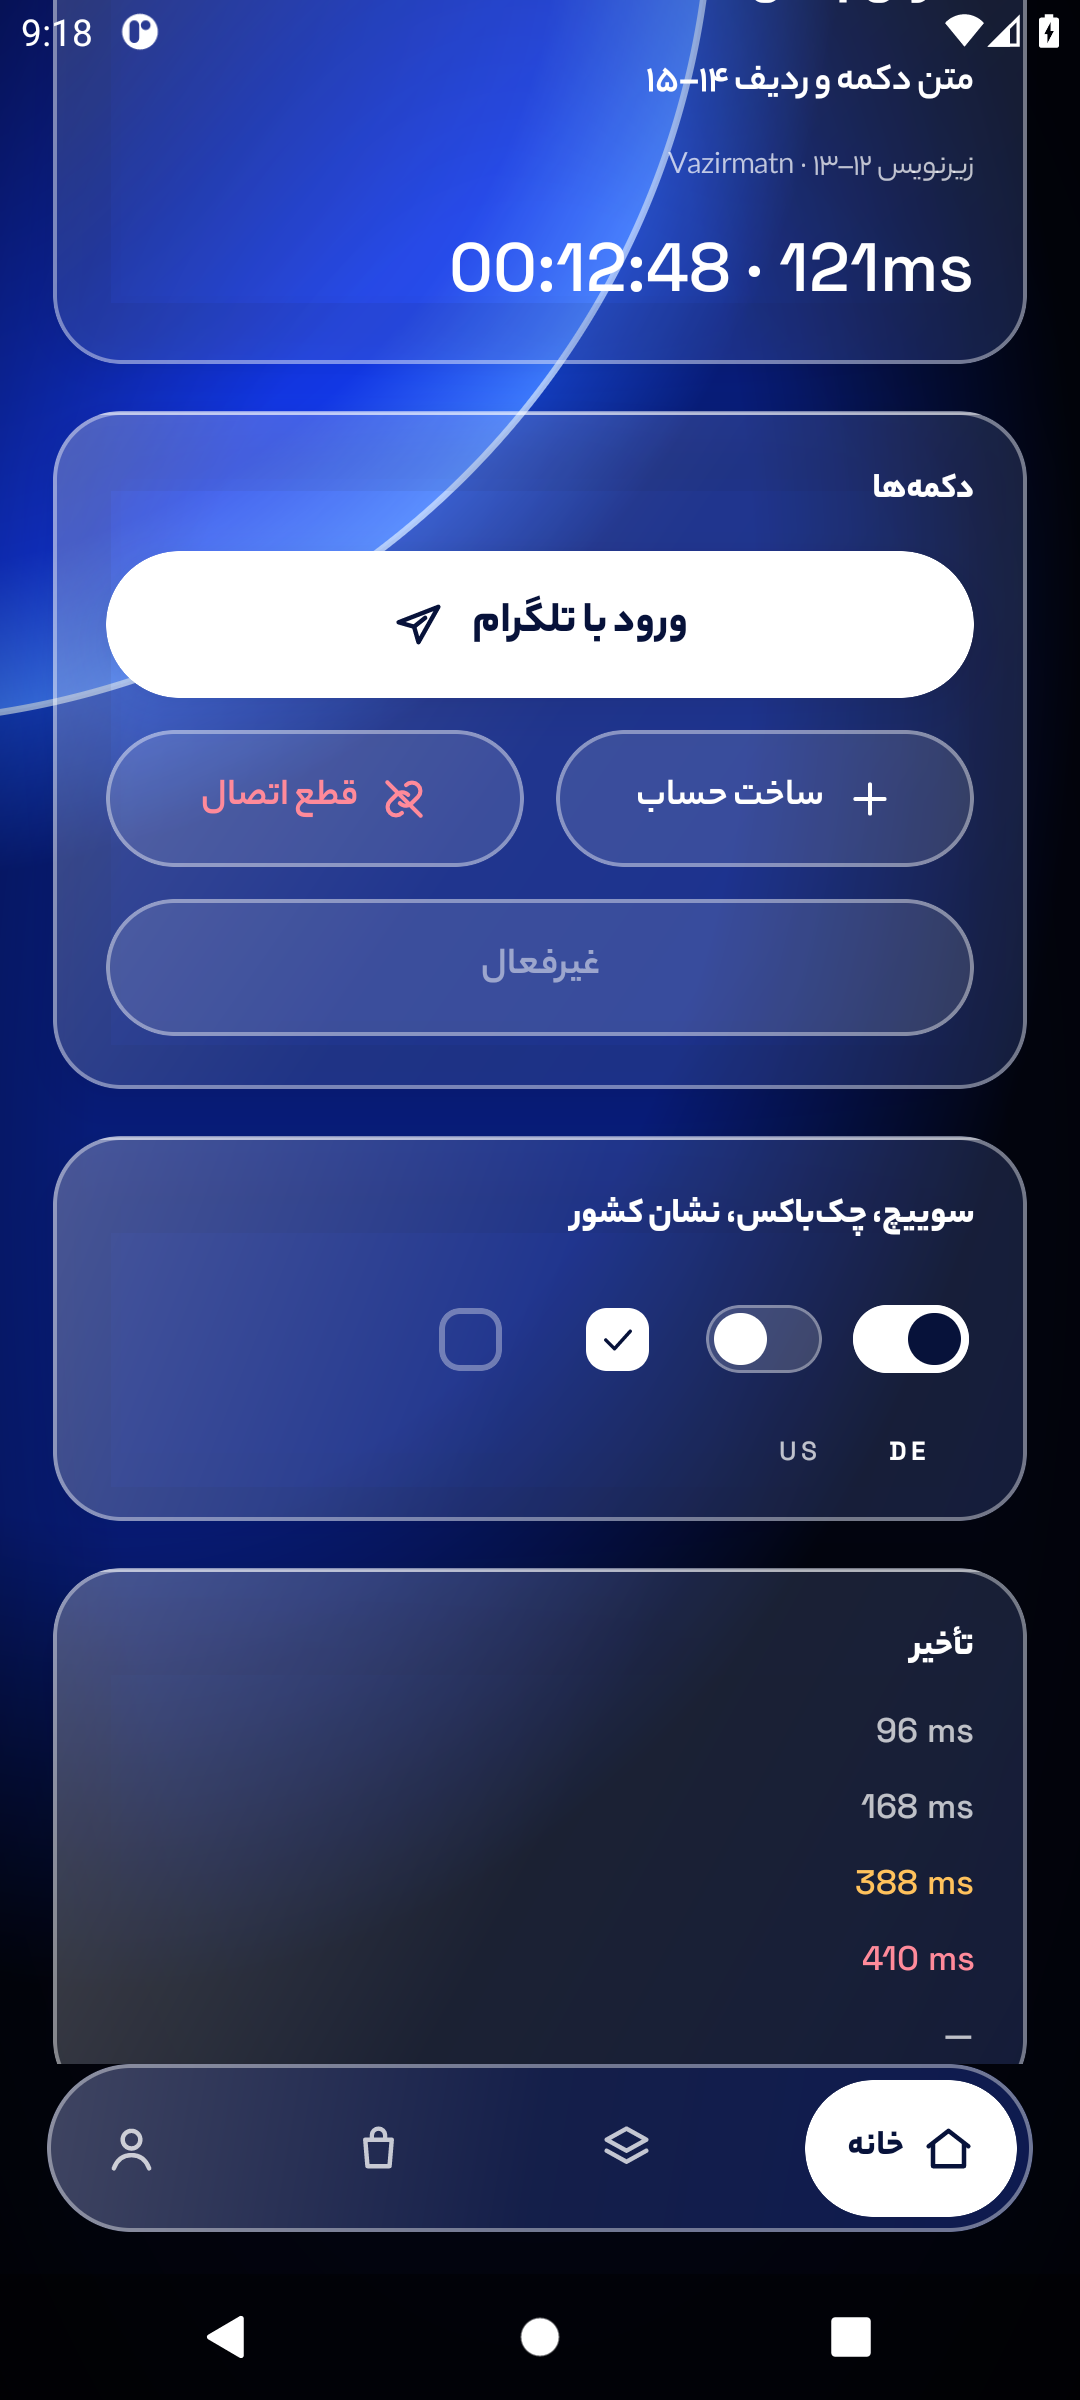 9:18
متن دکمه و ردیف ۱۴–۱۵
زیرنویس ۱۲–۱۳ · Vazirmatn
00:12:48 · 121ms
دکمه‌ها
ورود با تلگرام
ساخت حساب
قطع اتصال
غیرفعال
سوییچ، چک‌باکس، نشان کشور
DE
US
تأخیر
96 ms
168 ms
388 ms
410 ms
—
خانه